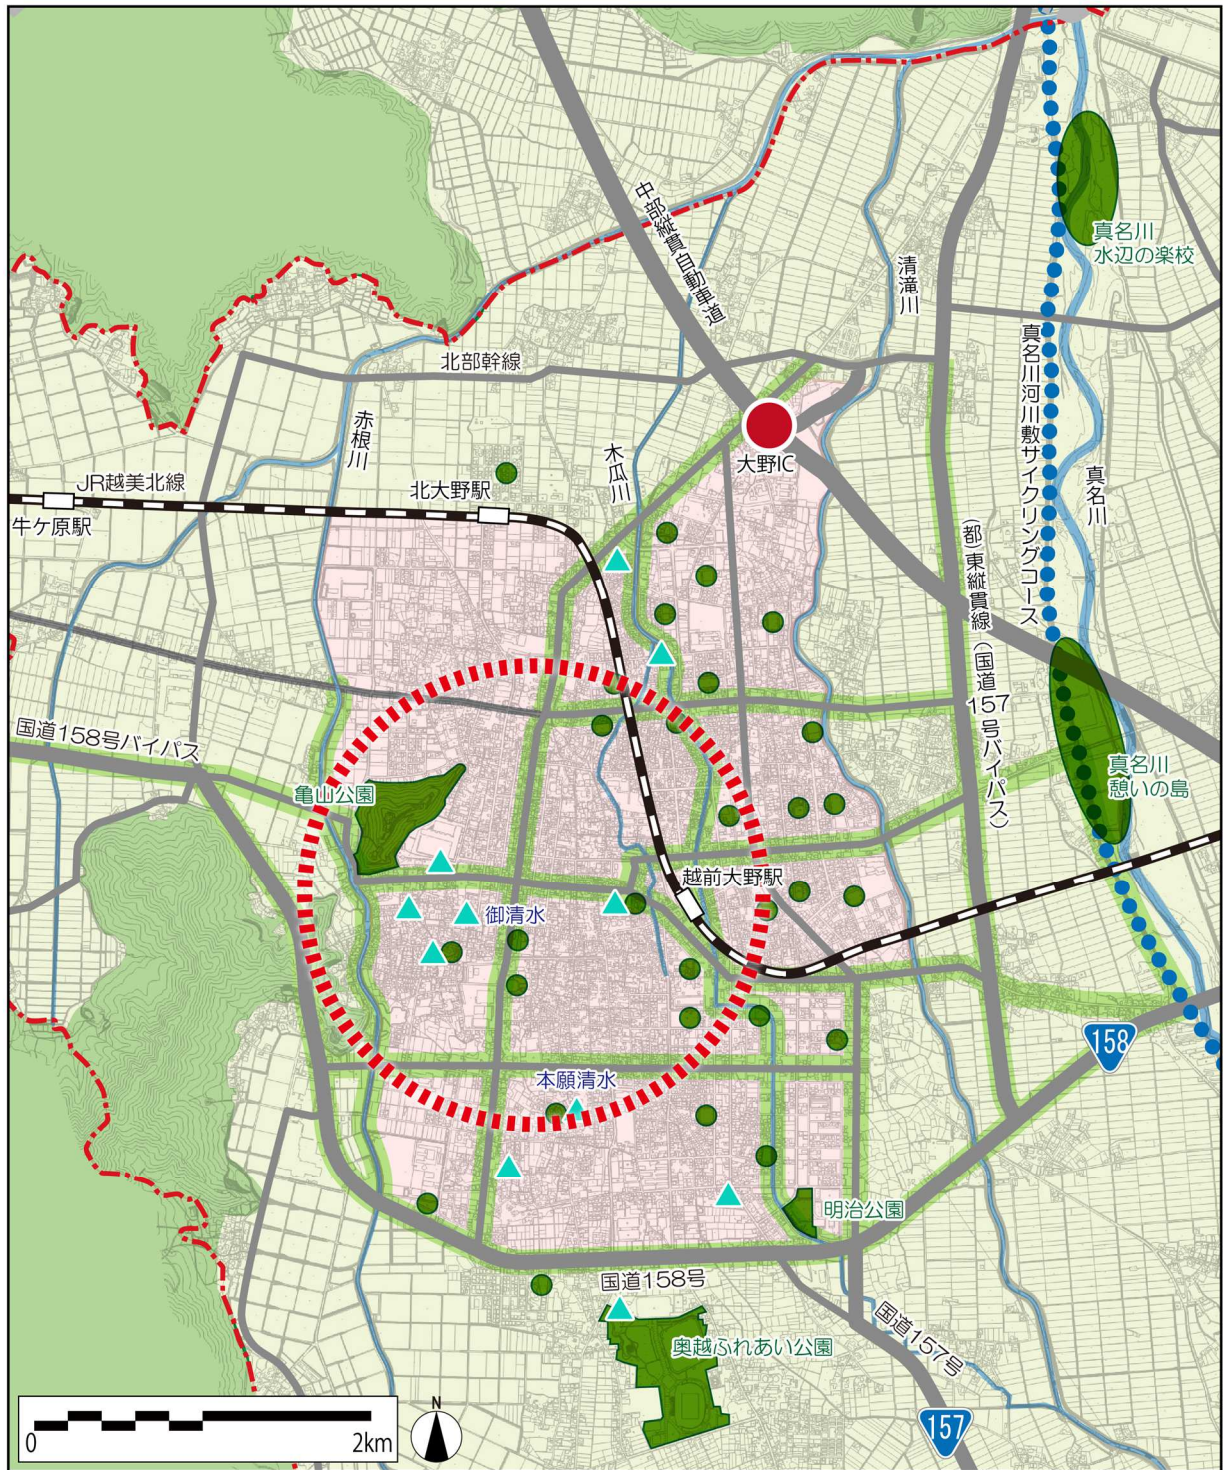 中部縦貫自動車道
真名川
水辺の楽校
清滝川
真名川河川敷サイクリングコース
北部幹線
赤根川
木瓜川
大野IC
JR越美北線
北大野駅
牛ケ原駅
真名川
(都)東縦貫線(国道157号バイパス)
国道158号バイパス
亀山公園
真名川
憩いの島
越前大野駅
御清水
158
本願清水
明治公園
国道158号
奥越ふれあい公園
国道157号
157
0
2km
N